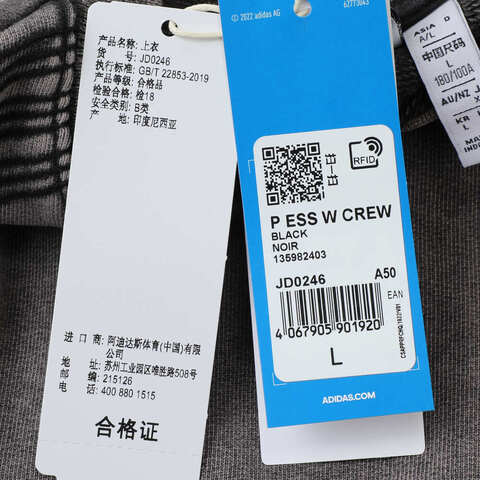 产品名称: 上衣
货 号: JD0246
执行标准: GB/T 22853-2019
产品等级: 合格品
检验合格: 检18
安全类别: B类
产 地: 印度尼西亚
进 口 商: 阿迪达斯体育(中国)有限
公司
地 址: 苏州工业园区唯胜路508号
邮 编: 215126
电 话: 400 880 1515
合格证
© 2022 adidas AG
62773043
RFID
P ESS W CREW
BLACK
NOIR
135982403
JD0246 A50
EAN
4 067905 901920
L
ADIDAS.COM
ASIA D
A/L
中国尺码
L
180/100A
AU/NZ
KR
L